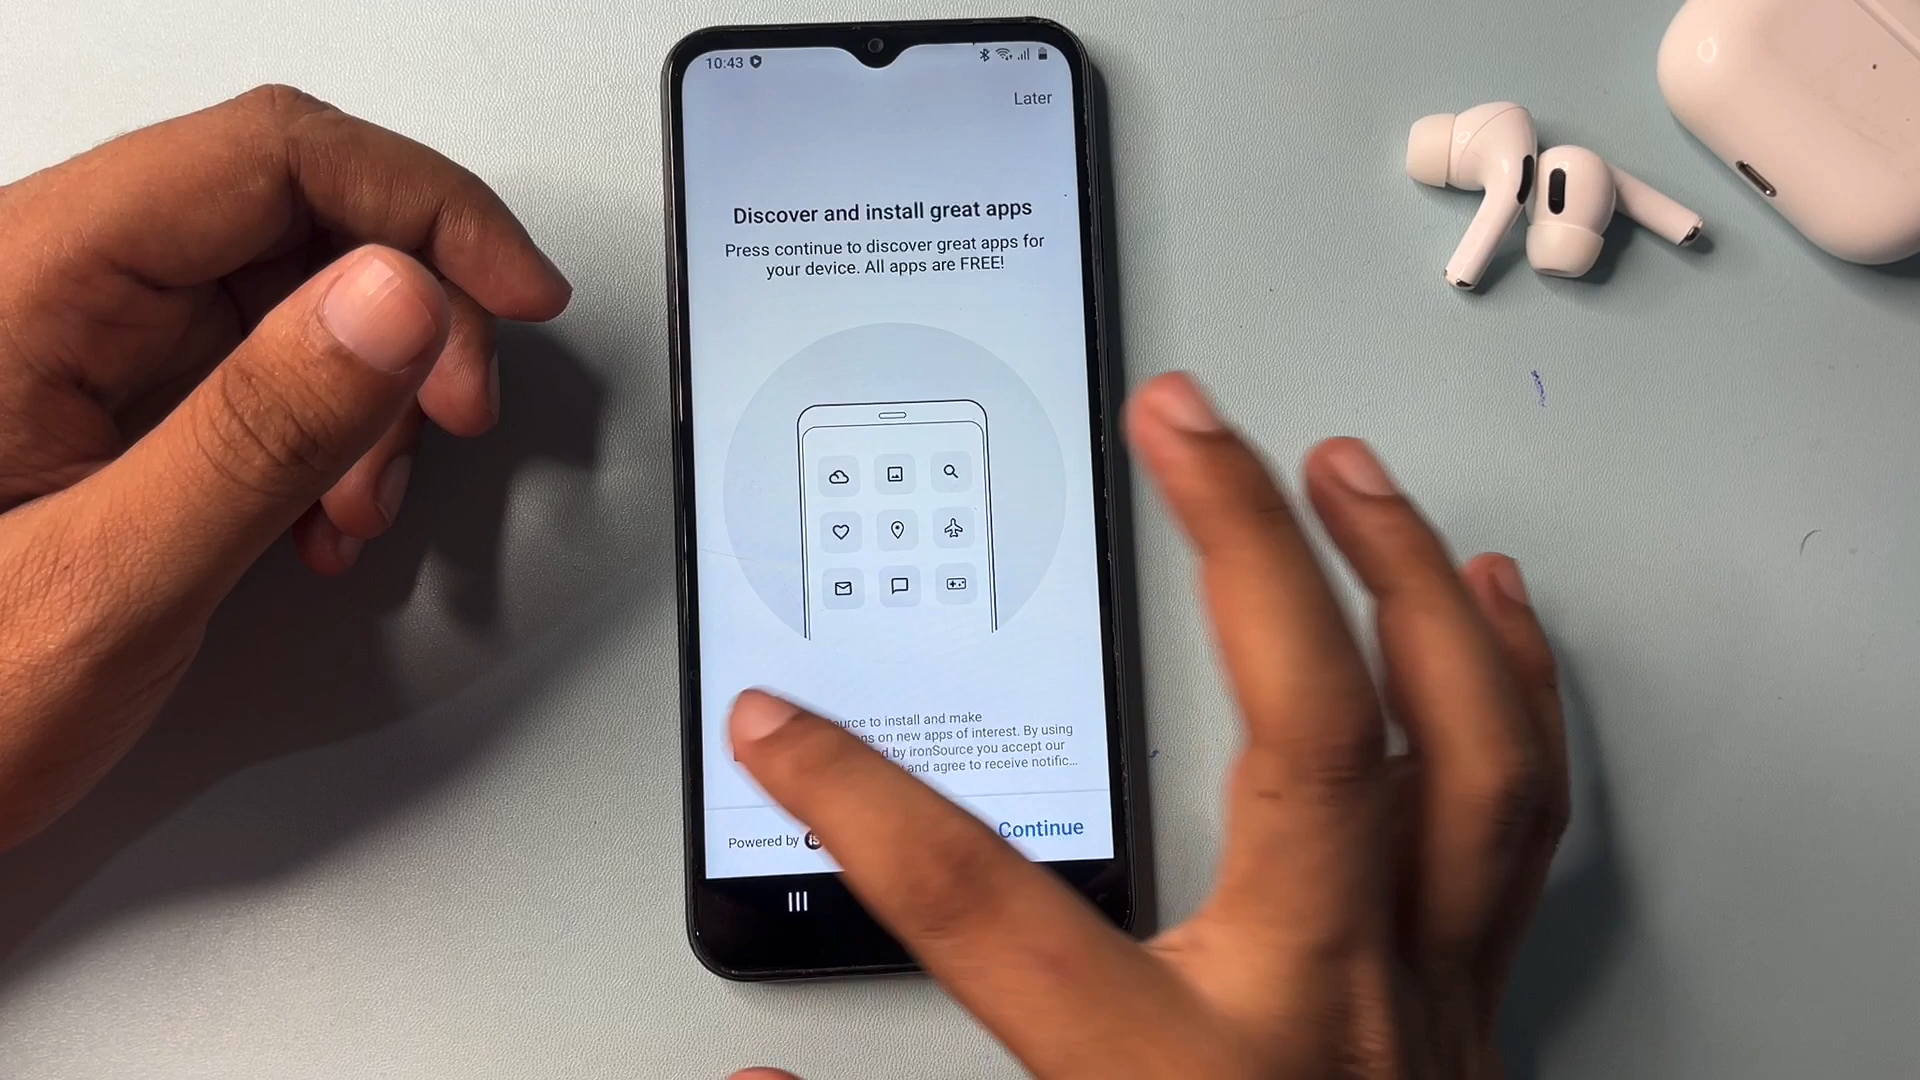 10:43
Later
Discover and install great apps
Press continue to discover great apps for
your device. All apps are FREE!
to install and make
on new apps of interest. By using
by ironSource you accept our
and agree to receive notific...
Powered by
Continue